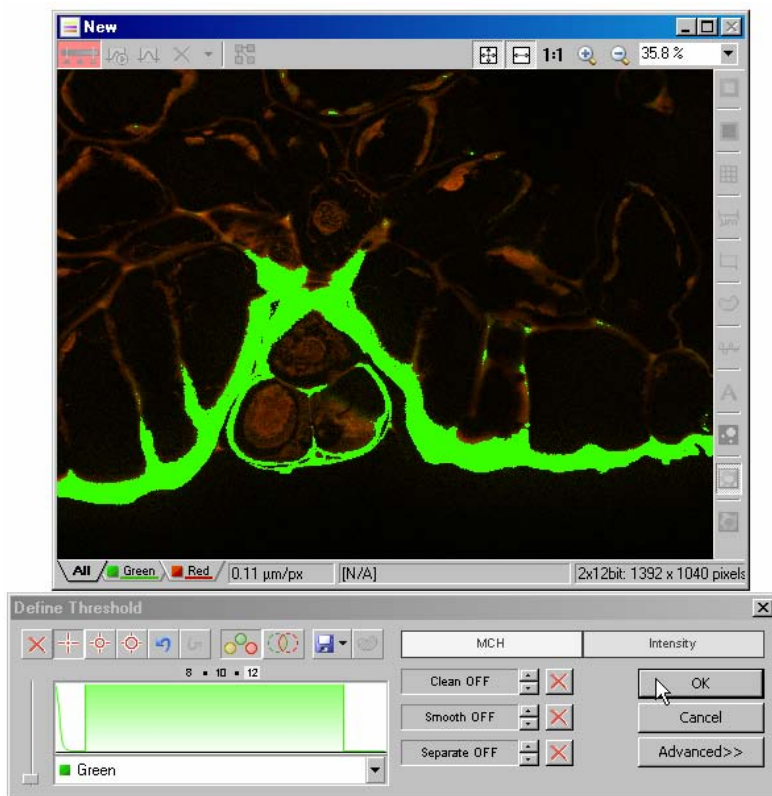 New
1:1 35.8 %
μm
A
All Green Red 0.11 μm/px [N/A] 2x12bit: 1392 x 1040 pixels
Define Threshold
MCH Intensity
8 ▪ 10 ▪ 12
Clean OFF OK
Smooth OFF Cancel
Green
Separate OFF Advanced>>